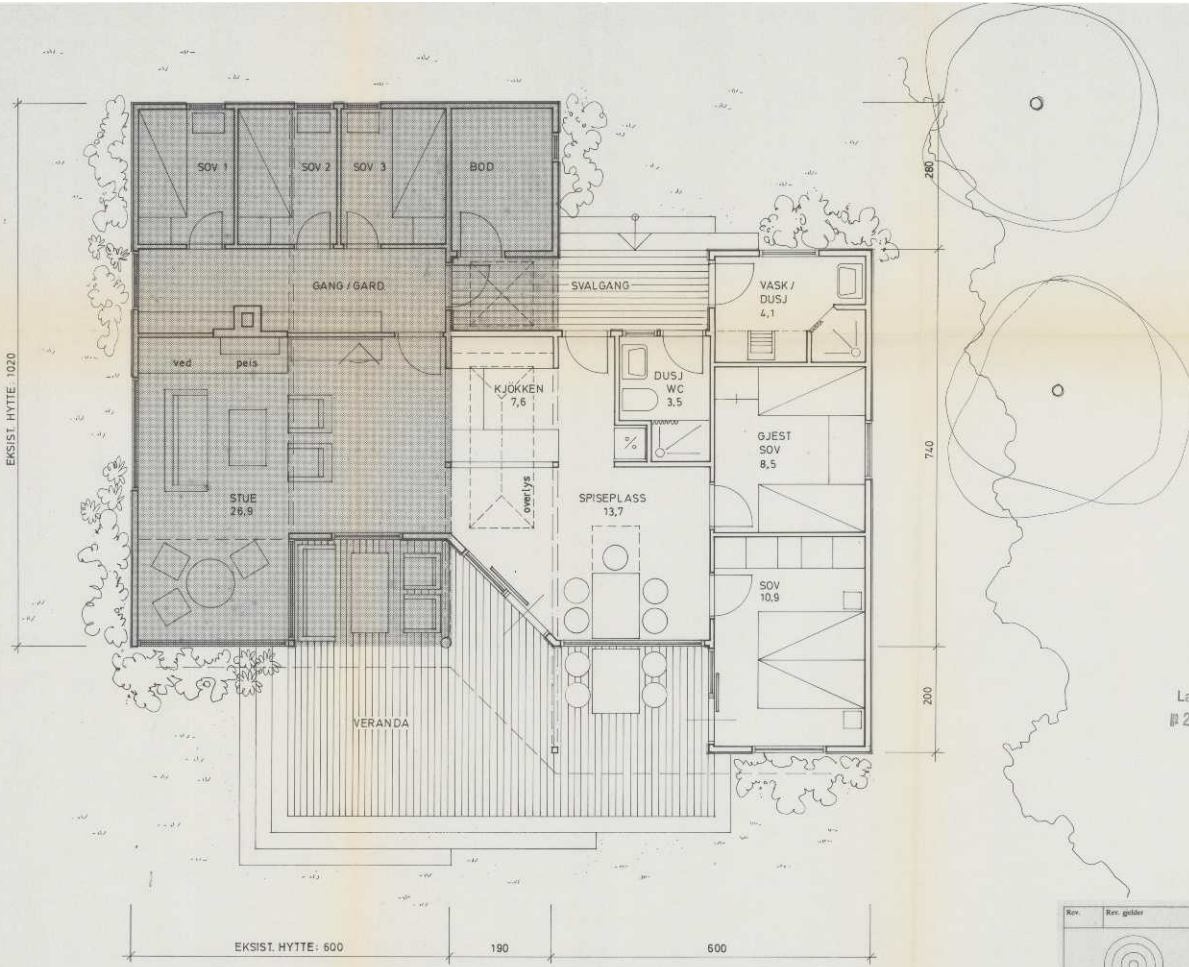 SOV 1
SOV 2
SOV 3
BOD
280
GANG / GARD
SVALGANG
VASK /
DUSJ
4,1
EKSIST. HYTTE: 1020
ved
peis
KJÖKKEN
7,6
DUSJ
WC
3,5
%
GJEST
SOV
8,5
740
STUE
26,9
overlys
SPISEPLASS
13,7
SOV
10,9
200
VERANDA
Rev.
Rev. gjelder
EKSIST. HYTTE: 600
190
600